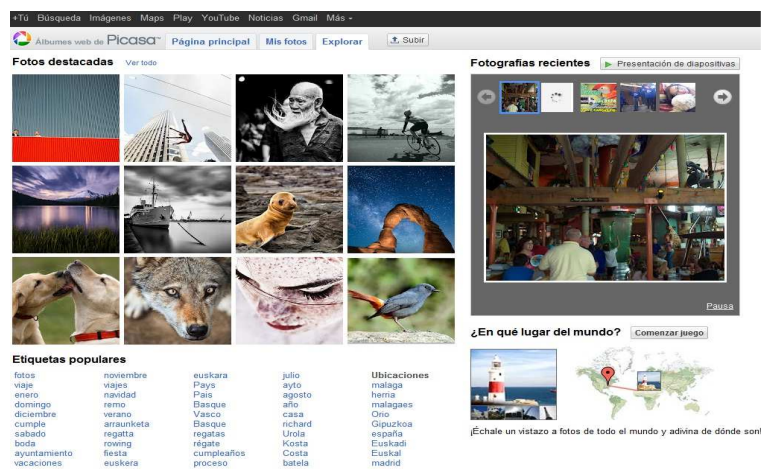 +Tú Búsqueda Imágenes Maps Play YouTube Noticias Gmail Más
Álbumes web de Picasa™ Página principal Mis fotos Explorar Subir
Fotos destacadas Ver todo
Fotografías recientes Presentación de diapositivas
Pausa
¿En qué lugar del mundo? Comenzar juego
¡Échale un vistazo a fotos de todo el mundo y adivina de dónde son!
Etiquetas populares
fotos noviembre euskara julio Ubicaciones
viaje viajes Pays ayto malaga
enero navidad Pais agosto herria
domingo remo Basque año malagaes
diciembre verano Vasco casa Orio
cumple arraunketa Basque richard Gipuzkoa
sabado regatta regatas Urola españa
boda rowing régate Kosta Euskadi
ayuntamiento fiesta cumpleaños Costa Euskal
vacaciones euskera proceso batela madrid